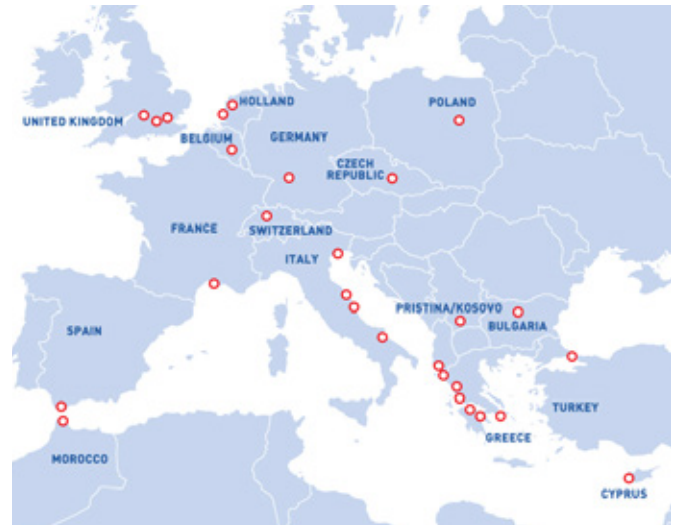 HOLLAND
POLAND
UNITED KINGDOM
BELGIUM
GERMANY
CZECH
REPUBLIC
FRANCE
SWITZERLAND
ITALY
PRISTINA/KOSOVO
BULGARIA
SPAIN
TURKEY
GREECE
MOROCCO
CYPRUS